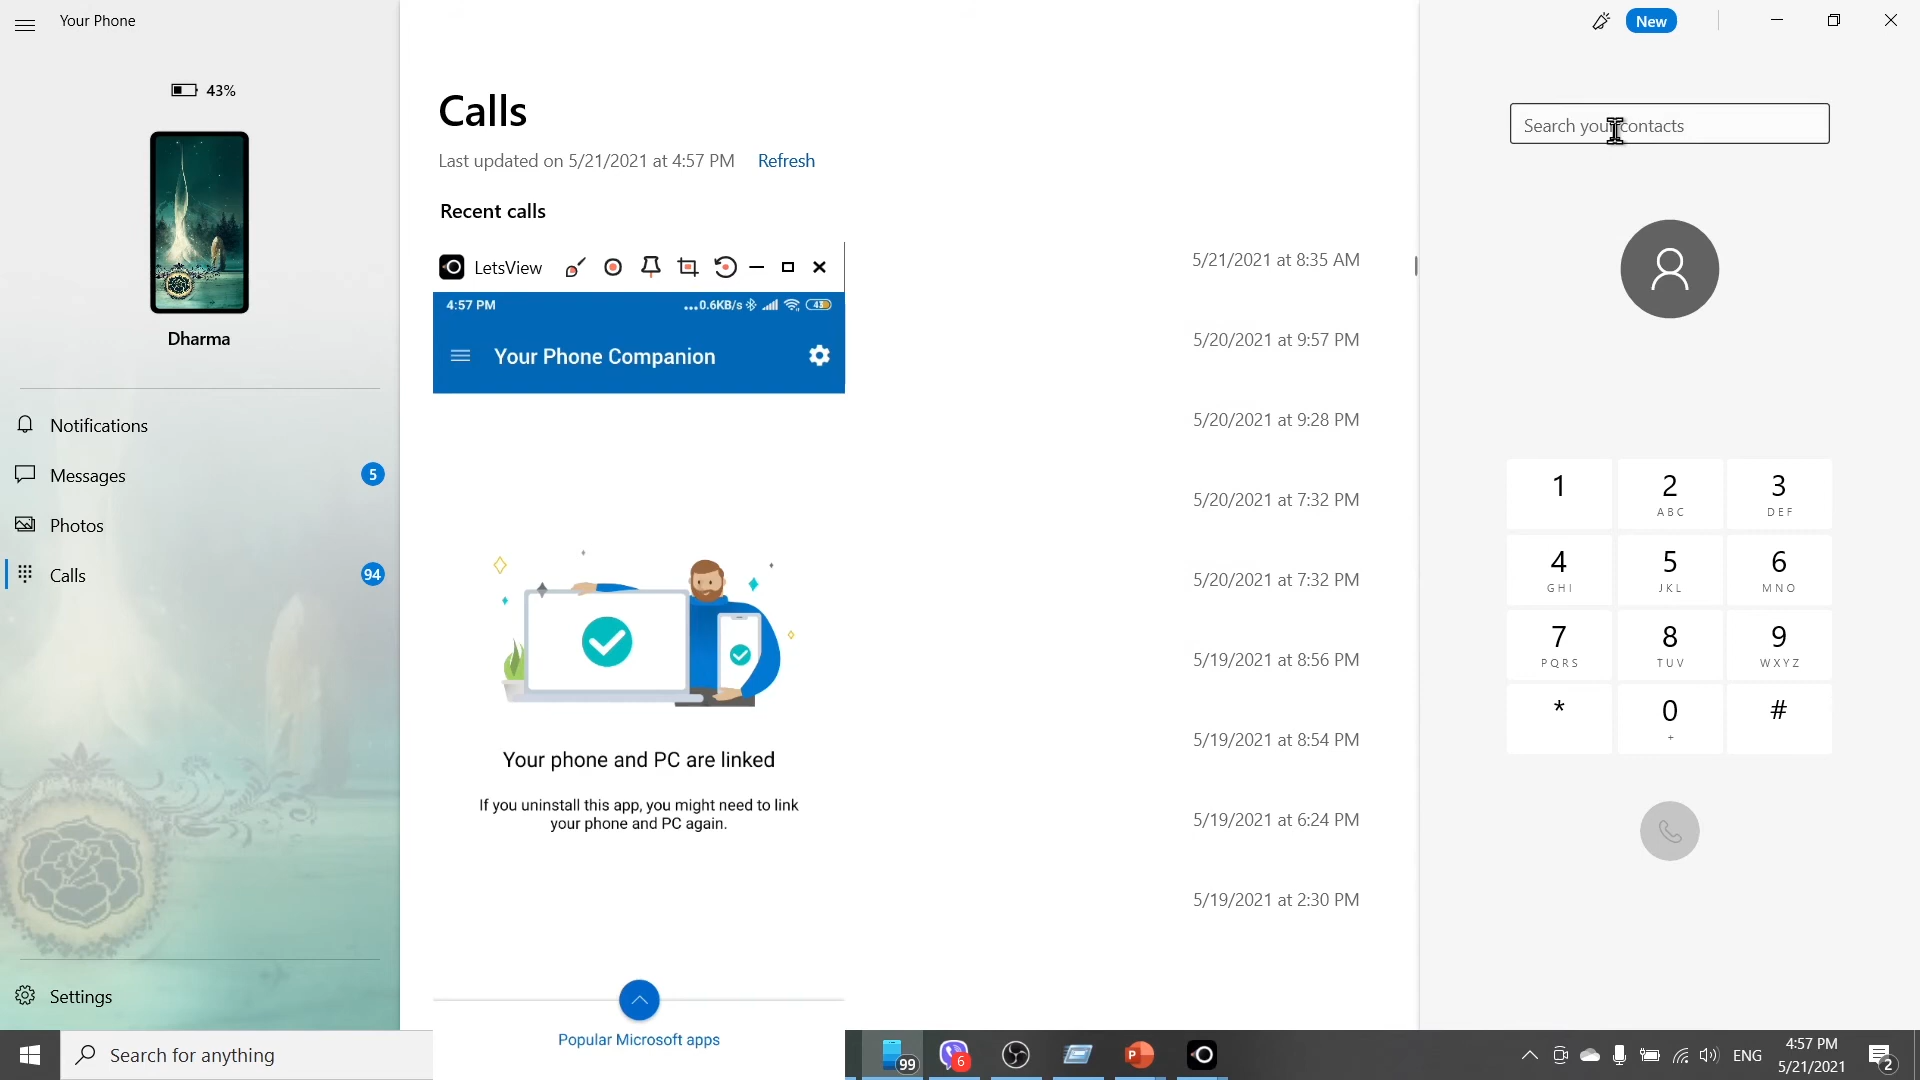 Your Phone
New
43%
Dharma
Notifications
Messages
5
Photos
Calls
94
Settings
Calls
Last updated on 5/21/2021 at 4:57 PM
Refresh
Recent calls
LetsView
4:57 PM
...0.6KB/s
43
Your Phone Companion
Your phone and PC are linked
If you uninstall this app, you might need to link
your phone and PC again.
Popular Microsoft apps
5/21/2021 at 8:35 AM
5/20/2021 at 9:57 PM
5/20/2021 at 9:28 PM
5/20/2021 at 7:32 PM
5/20/2021 at 7:32 PM
5/19/2021 at 8:56 PM
5/19/2021 at 8:54 PM
5/19/2021 at 6:24 PM
5/19/2021 at 2:30 PM
Search your contacts
1 2 3
ABC DEF
4 5 6
GHI JKL MNO
7 8 9
PQRS TUV WXYZ
* 0 #
+
Search for anything
99
6
P
ENG
4:57 PM
5/21/2021
2